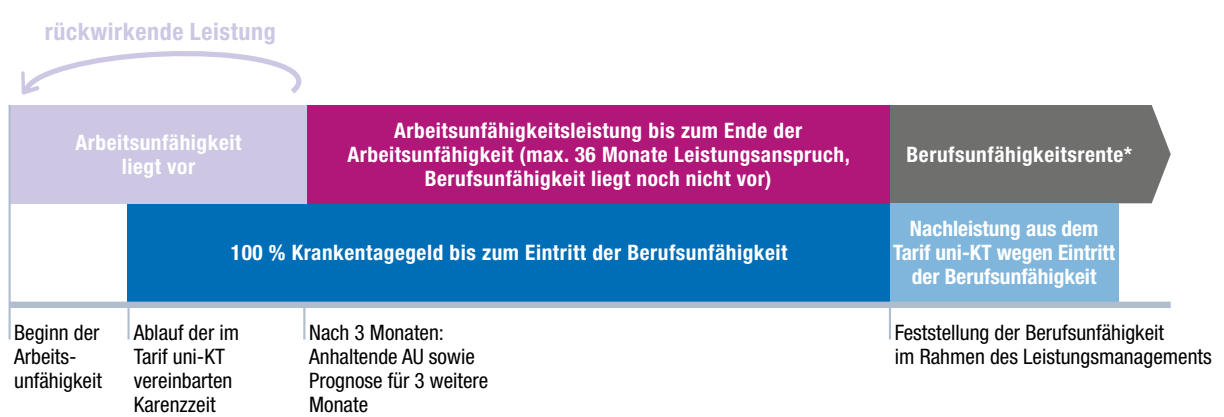 rückwirkende Leistung
Arbeitsunfähigkeit
liegt vor
Arbeitsunfähigkeitsleistung bis zum Ende der
Arbeitsunfähigkeit (max. 36 Monate Leistungsanspruch,
Berufsunfähigkeit liegt noch nicht vor)
Berufsunfähigkeitsrente*
100 % Krankentagegeld bis zum Eintritt der Berufsunfähigkeit
Nachleistung aus dem
Tarif uni-KT wegen Eintritt
der Berufsunfähigkeit
Beginn der
Arbeits-
unfähigkeit
Ablauf der im
Tarif uni-KT
vereinbarten
Karenzzeit
Nach 3 Monaten:
Anhaltende AU sowie
Prognose für 3 weitere
Monate
Feststellung der Berufsunfähigkeit
im Rahmen des Leistungsmanagements